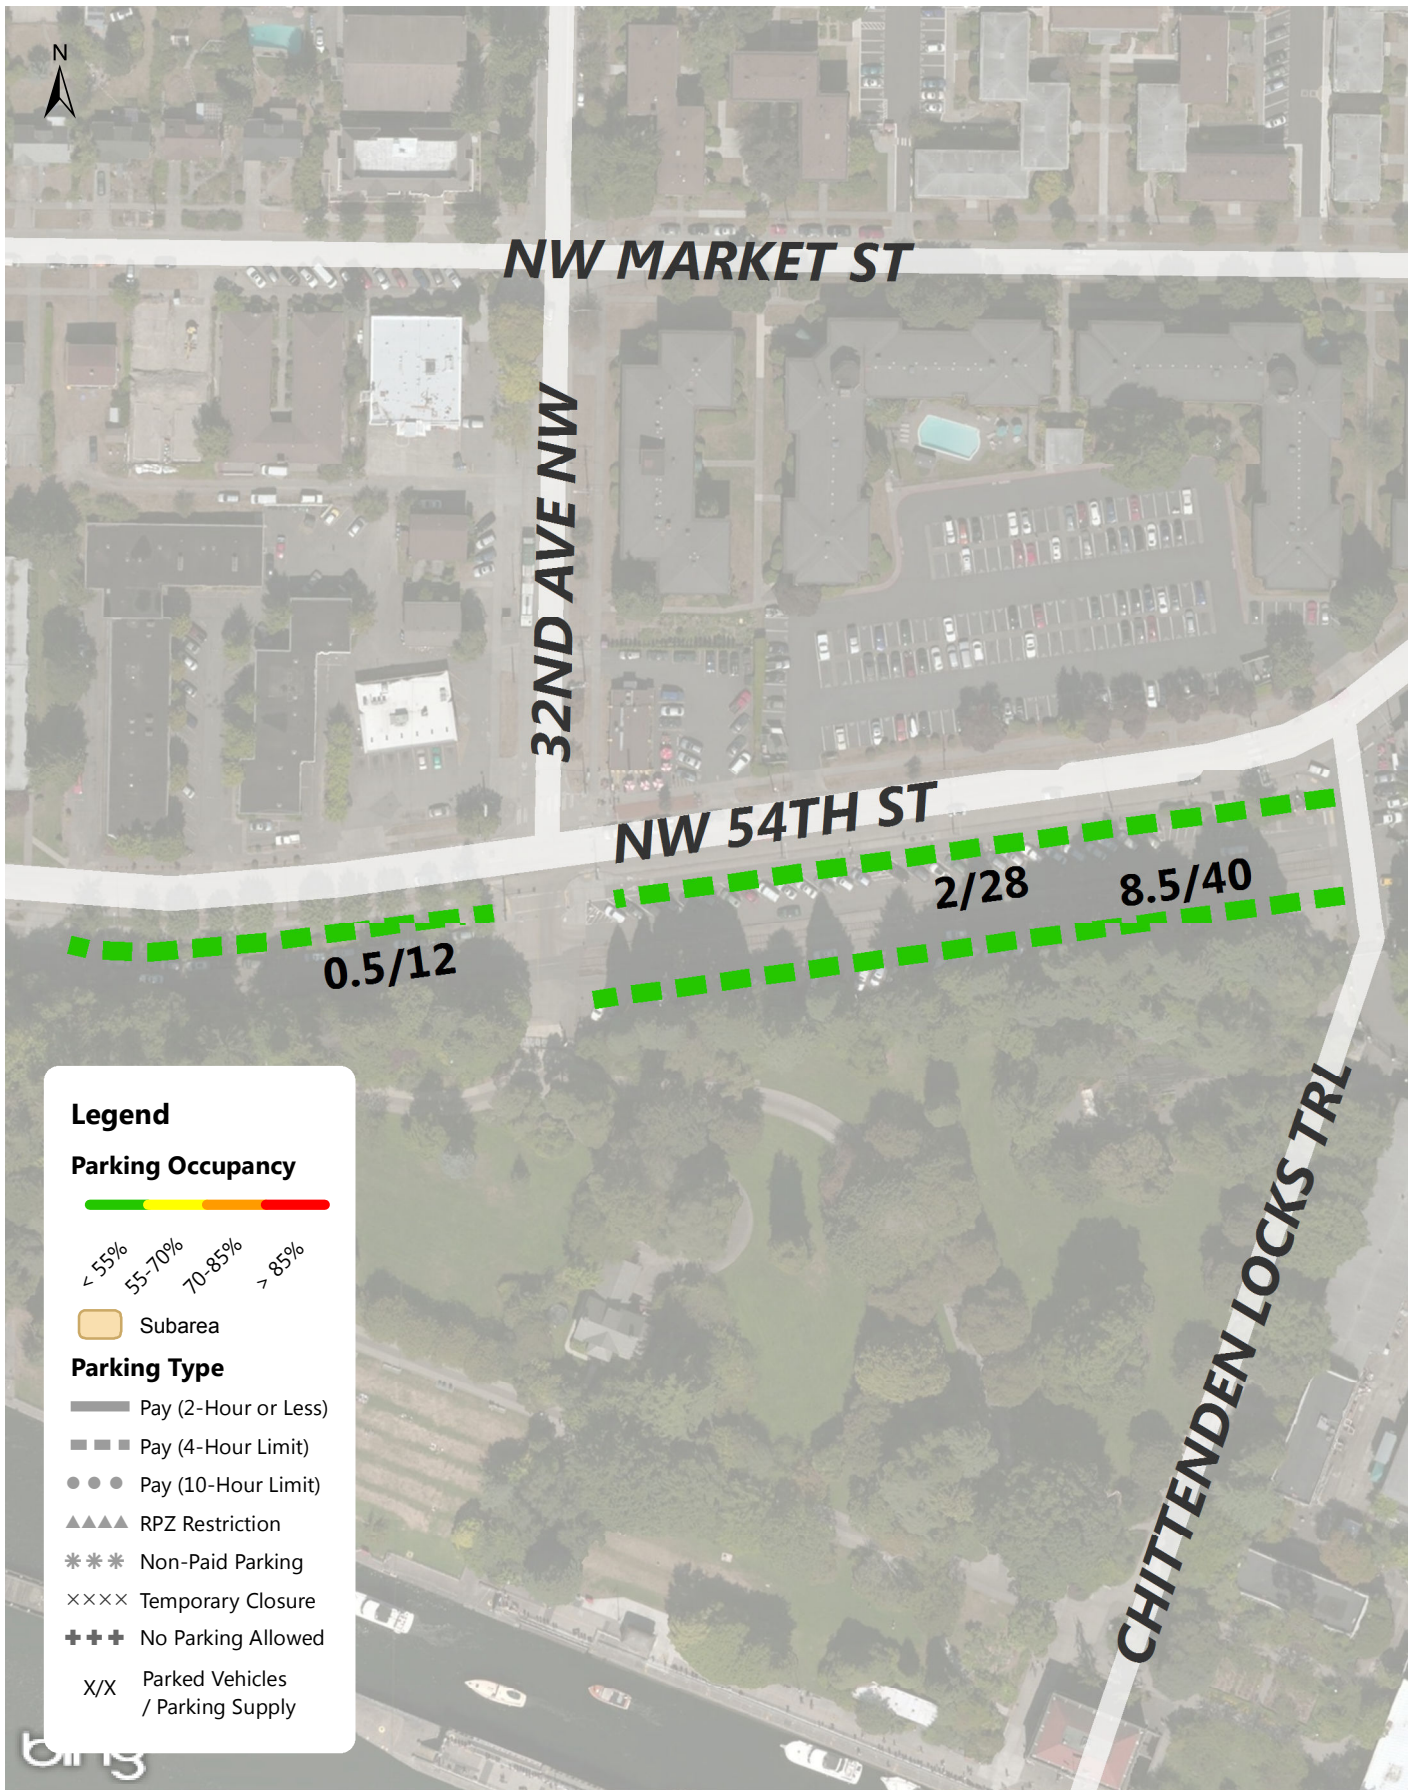 N
NW MARKET ST
32ND AVE NW
NW 54TH ST
2/28
8.5/40
0.5/12
CHITTENDEN LOCKS TRL
Legend
Parking Occupancy
< 55%
55-70%
70-85%
> 85%
Subarea
Parking Type
Pay (2-Hour or Less)
Pay (4-Hour Limit)
Pay (10-Hour Limit)
RPZ Restriction
Non-Paid Parking
Temporary Closure
No Parking Allowed
X/X Parked Vehicles
/ Parking Supply
bing